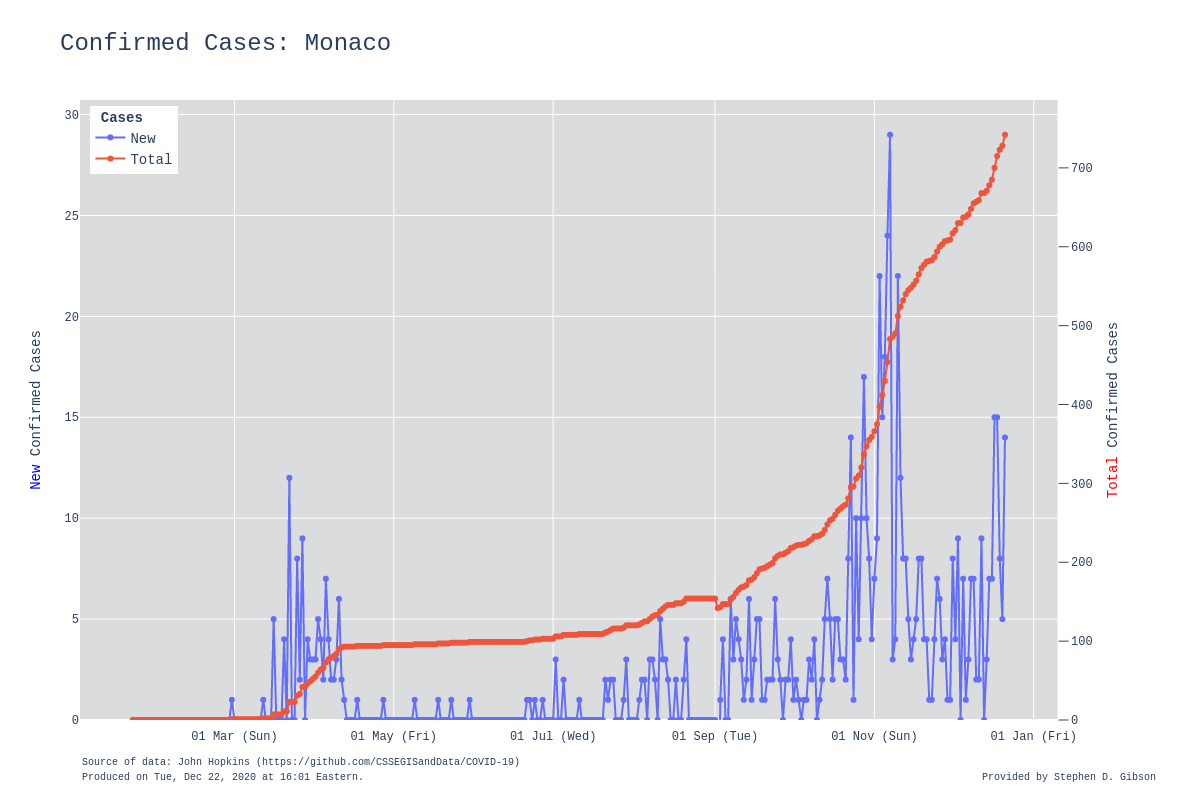 Confirmed Cases: Monaco
Cases
New
Total
30
25
20
15
10
5
0
New Confirmed Cases
700
600
500
400
300
200
100
0
Total Confirmed Cases
01 Mar (Sun)
01 May (Fri)
01 Jul (Wed)
01 Sep (Tue)
01 Nov (Sun)
01 Jan (Fri)
Source of data: John Hopkins (https://github.com/CSSEGISandData/COVID-19)
Produced on Tue, Dec 22, 2020 at 16:01 Eastern.
Provided by Stephen D. Gibson